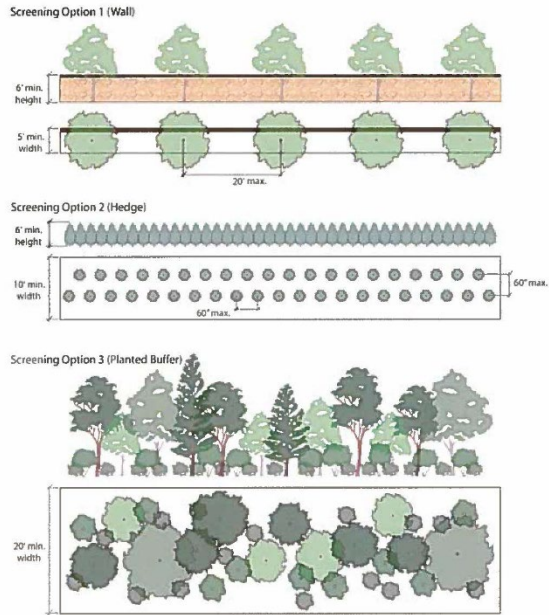 Screening Option 1 (Wall)
6' min.
height
5' min.
width
20' max.
Screening Option 2 (Hedge)
6' min.
height
10' min.
width
60" max.
60" max.
Screening Option 3 (Planted Buffer)
20' min.
width